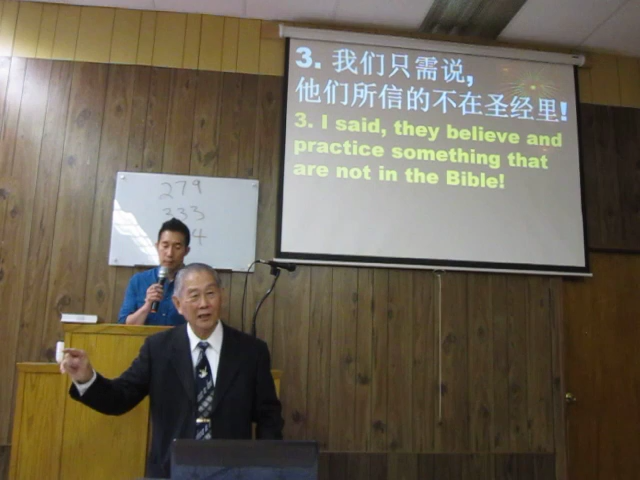 3. 我们只需说,
他们所信的不在圣经里!
3. I said, they believe and
practice something that
are not in the Bible!
279
333
4